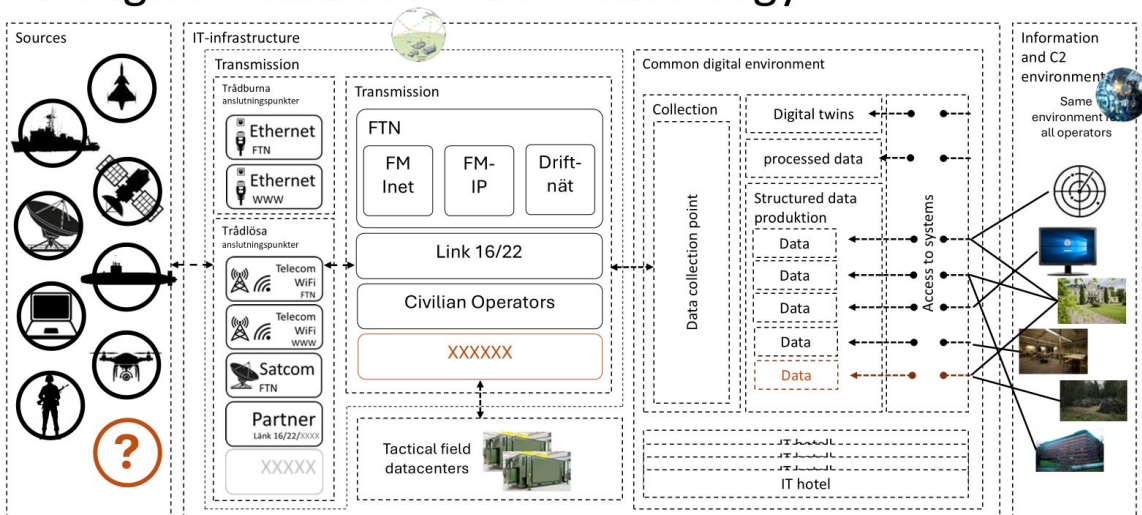 Sources
?
IT-infrastructure
Transmission
Trådburna
anslutningspunkter
Ethernet
FTN
Ethernet
WWW
Trådlösa
anslutningspunkter
Telecom
WiFi
FTN
Telecom
WiFi
WWW
Satcom
FTN
Partner
Länk 16/22/XXXX
XXXXX
Transmission
FTN
FM
Inet
FM-
IP
Drift-
nät
Link 16/22
Civilian Operators
XXXXXX
Tactical field
datacenters
Common digital environment
Collection
Data collection point
Digital twins
processed data
Structured data
produktion
Data
Data
Data
Data
Data
Access to systems
IT hotel
Information
and C2
environment
Same
environment
all operators